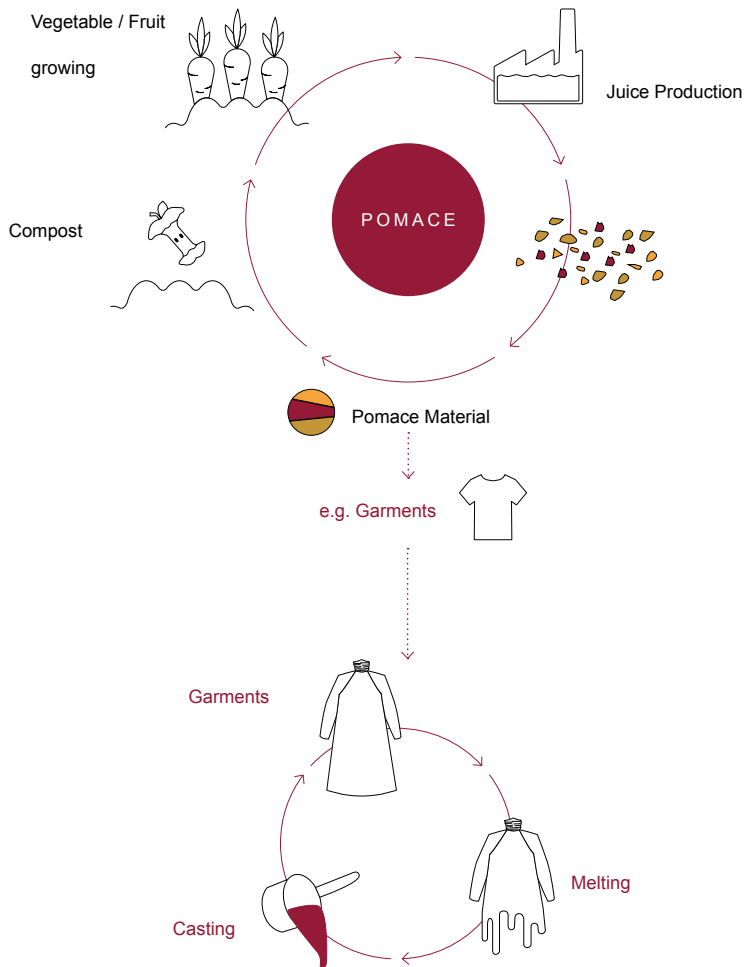 Vegetable / Fruit
growing
Juice Production
POMACE
Compost
Pomace Material
e.g. Garments
Garments
Melting
Casting